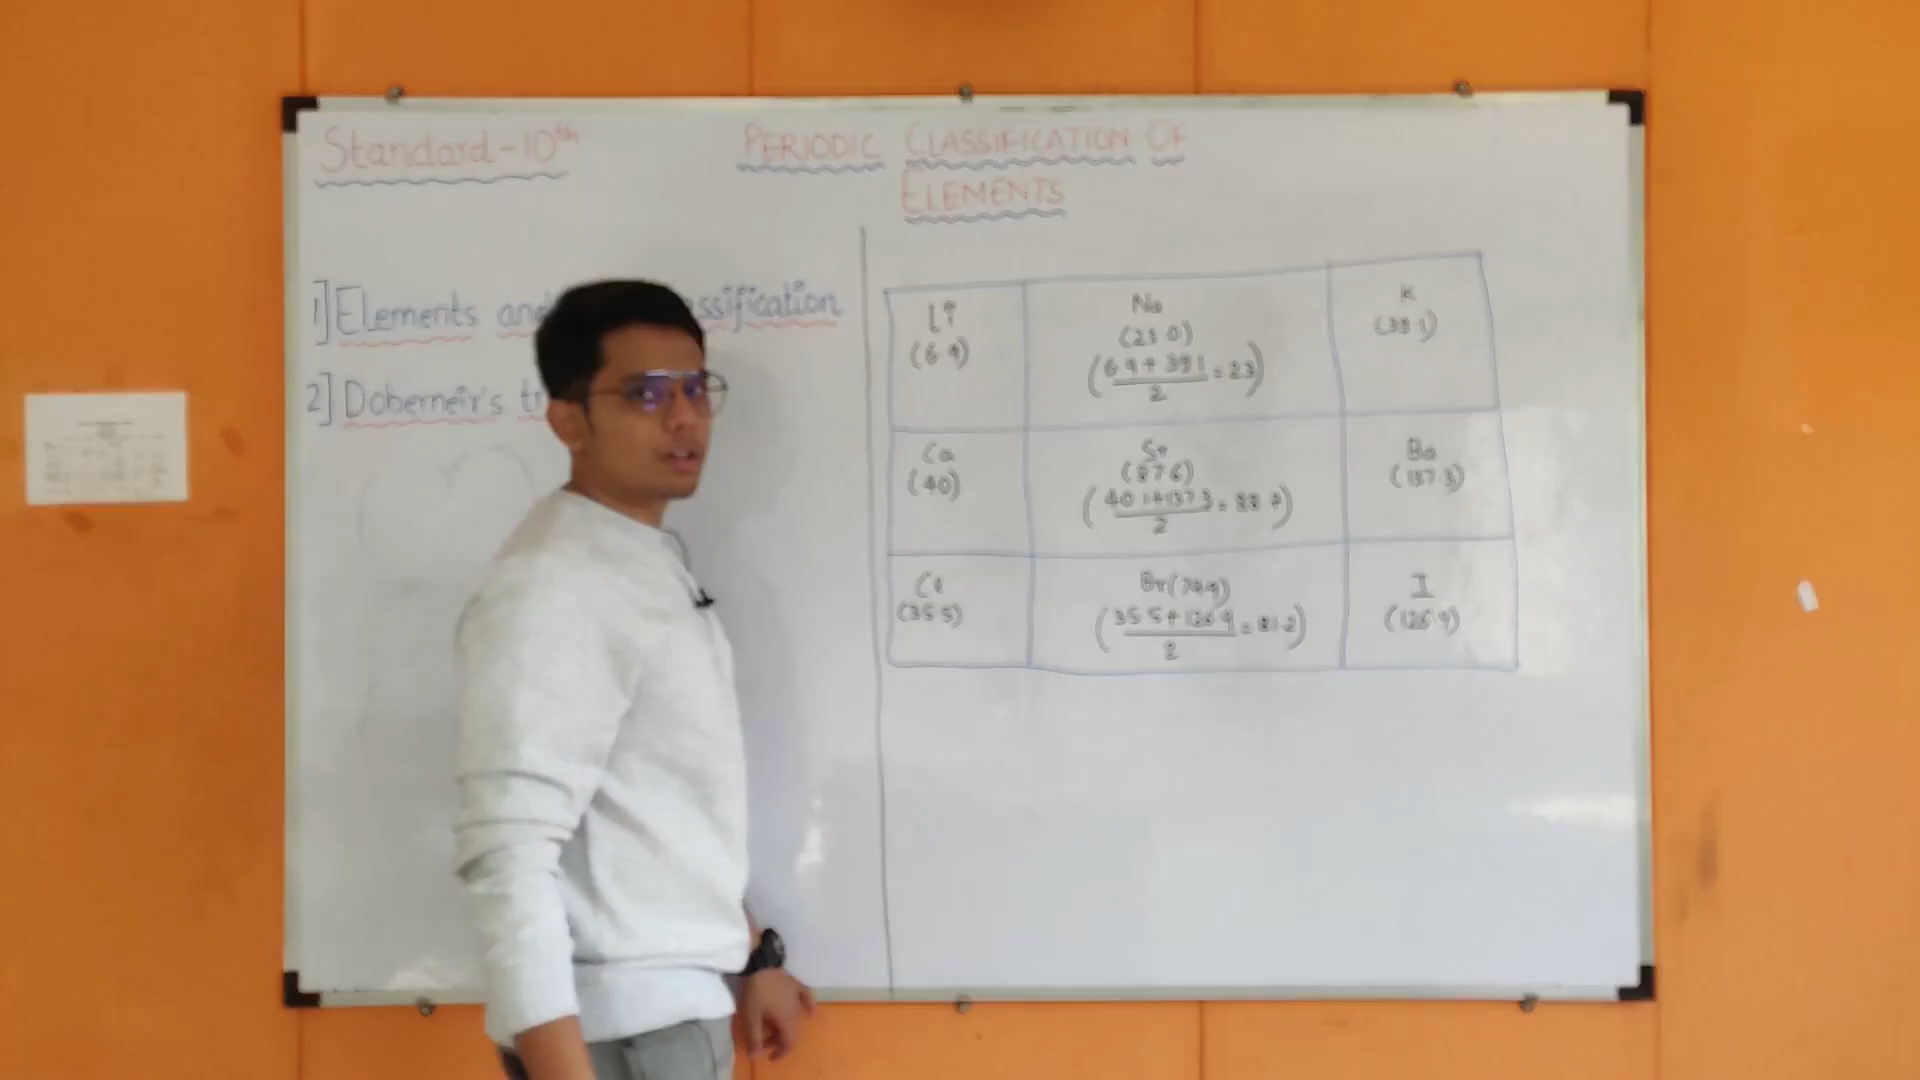 Standard-10th
PERIODIC CLASSIFICATION OF
ELEMENTS
1] Elements and
2] Doberneir's
Li
(6.9)
Na
(23.0)
(6.9+39.1/2 = 23)
K
(39.1)
Ca
(40)
Sr
(87.6)
(40.1+137.3/2 = 88.7)
Ba
(137.3)
Cl
(35.5)
Br(79.9)
(35.5+126.9/2 = 81.2)
I
(126.9)